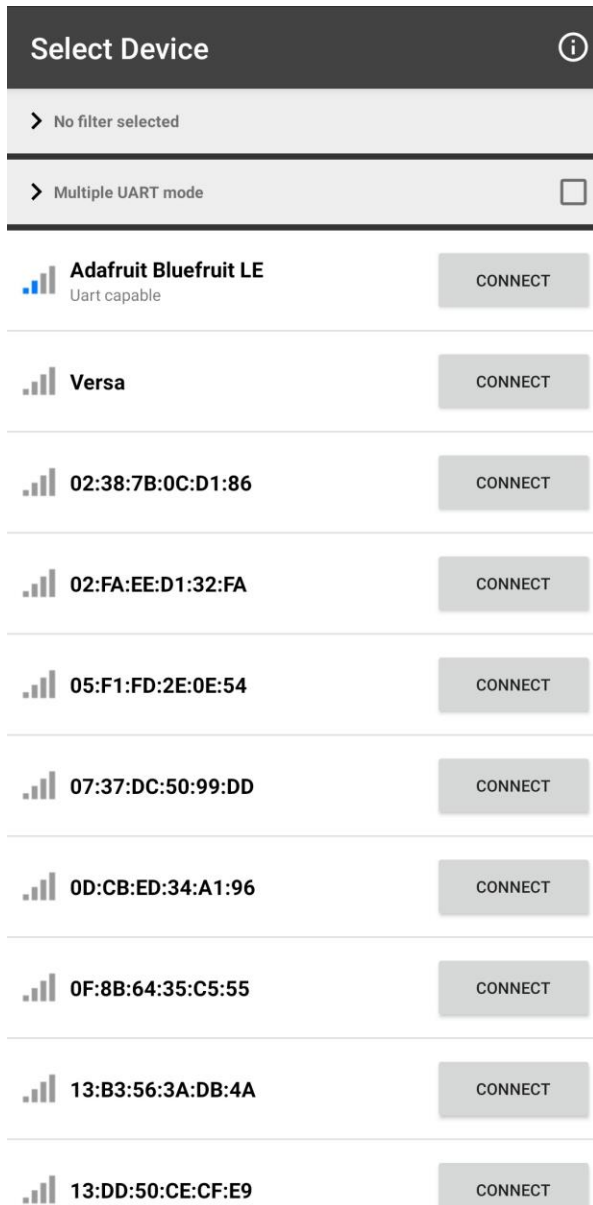 Select Device
No filter selected
Multiple UART mode
Adafruit Bluefruit LE
Uart capable
CONNECT
Versa
CONNECT
02:38:7B:0C:D1:86
CONNECT
02:FA:EE:D1:32:FA
CONNECT
05:F1:FD:2E:0E:54
CONNECT
07:37:DC:50:99:DD
CONNECT
0D:CB:ED:34:A1:96
CONNECT
0F:8B:64:35:C5:55
CONNECT
13:B3:56:3A:DB:4A
CONNECT
13:DD:50:CE:CF:E9
CONNECT